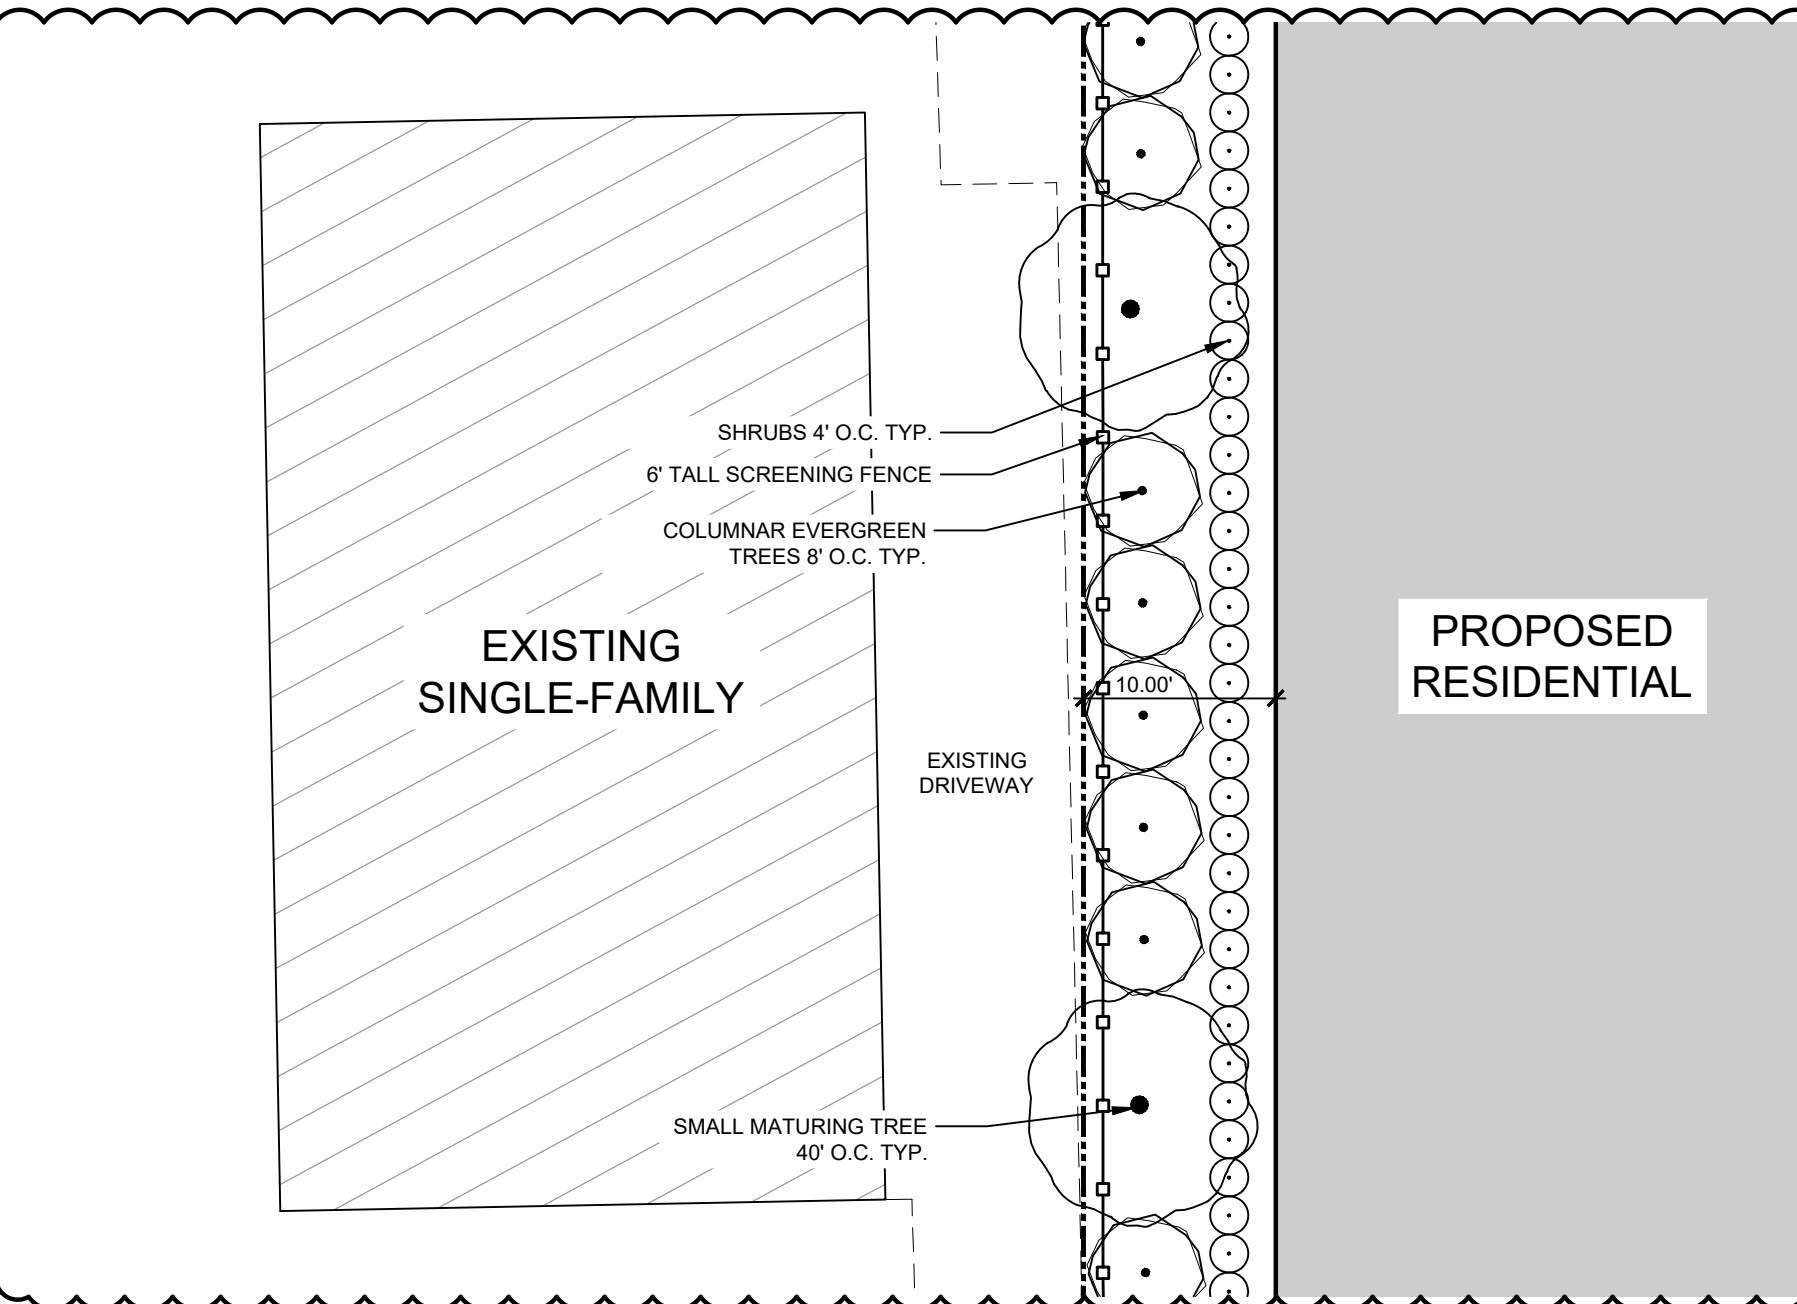 SHRUBS 4' O.C. TYP.
6' TALL SCREENING FENCE
COLUMNAR EVERGREEN
TREES 8' O.C. TYP.
EXISTING
SINGLE-FAMILY
PROPOSED
RESIDENTIAL
10.00'
EXISTING
DRIVEWAY
SMALL MATURING TREE
40' O.C. TYP.